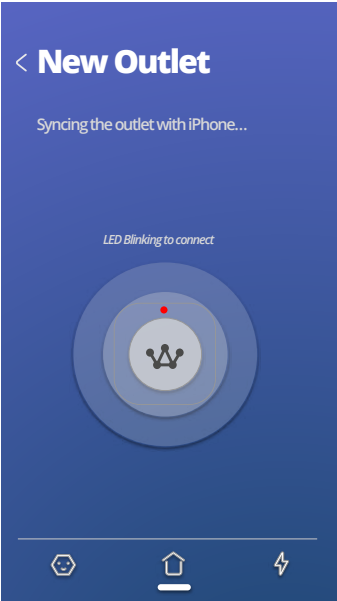 New Outlet
Syncing the outlet with iPhone...
LED Blinking to connect